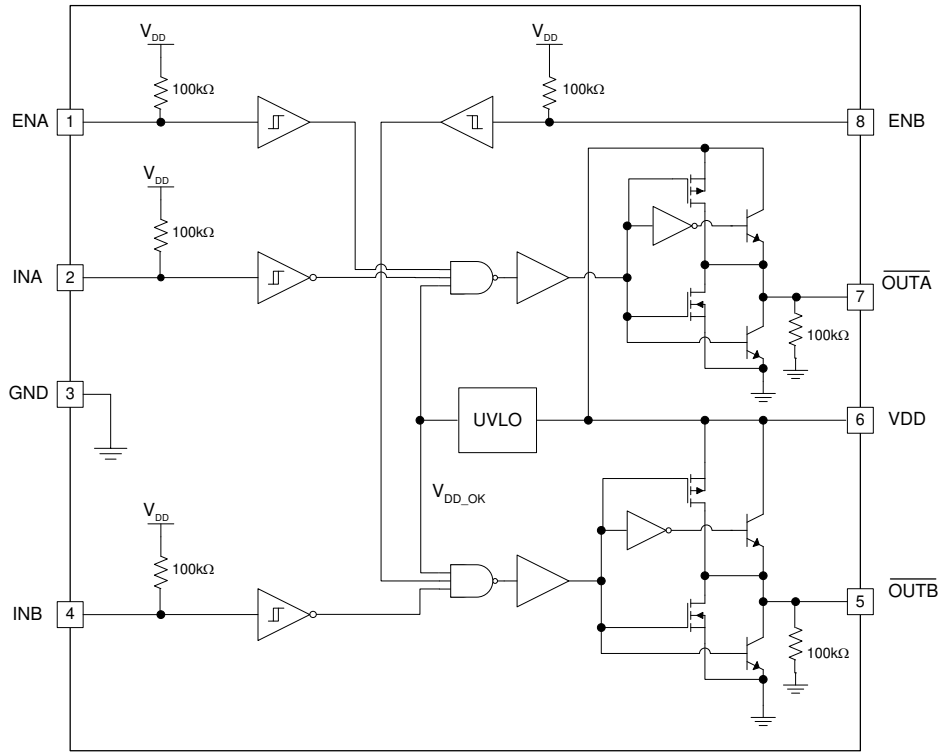 V_DD
V_DD
100kΩ
100kΩ
ENA
1
8
ENB
V_DD
100kΩ
INA
2
7
OUTA
100kΩ
GND
3
UVLO
6
VDD
V_DD_OK
V_DD
100kΩ
INB
4
5
OUTB
100kΩ